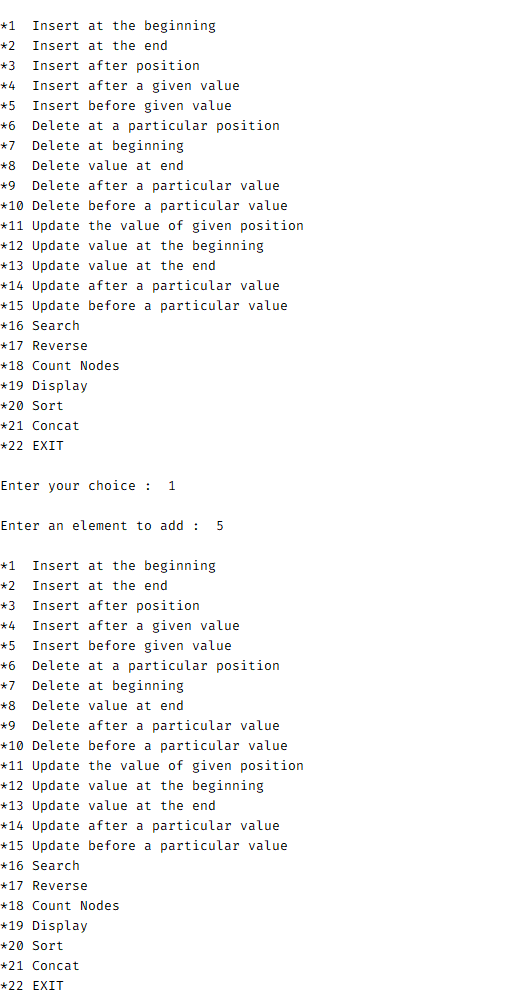 *1  Insert at the beginning
*2  Insert at the end
*3  Insert after position
*4  Insert after a given value
*5  Insert before given value
*6  Delete at a particular position
*7  Delete at beginning
*8  Delete value at end
*9  Delete after a particular value
*10 Delete before a particular value
*11 Update the value of given position
*12 Update value at the beginning
*13 Update value at the end
*14 Update after a particular value
*15 Update before a particular value
*16 Search
*17 Reverse
*18 Count Nodes
*19 Display
*20 Sort
*21 Concat
*22 EXIT
Enter your choice :  1
Enter an element to add :  5
*1  Insert at the beginning
*2  Insert at the end
*3  Insert after position
*4  Insert after a given value
*5  Insert before given value
*6  Delete at a particular position
*7  Delete at beginning
*8  Delete value at end
*9  Delete after a particular value
*10 Delete before a particular value
*11 Update the value of given position
*12 Update value at the beginning
*13 Update value at the end
*14 Update after a particular value
*15 Update before a particular value
*16 Search
*17 Reverse
*18 Count Nodes
*19 Display
*20 Sort
*21 Concat
*22 EXIT